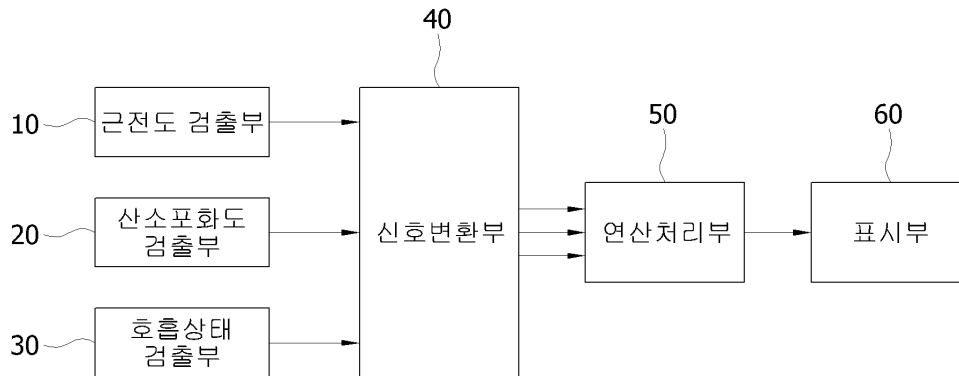 40
10
근전도 검출부
50
60
20
산소포화도
검출부
신호변환부
연산처리부
표시부
30
호흡상태
검출부